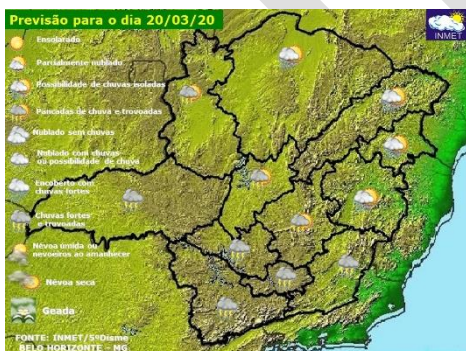 Previsão para o dia 20/03/20
INMET
Ensolarado
Parcialmente nublado
Possibilidade de chuvas isoladas
Pancadas de chuva e trovoadas
Nublado sem chuvas
Nublado com chuvas
ou possibilidade de chuva
Encoberto com
chuvas fortes
Chuvas fortes
e trovoadas
Névoa úmida ou
nevoeiros ao amanhecer
Névoa seca
Geada
FONTE: INMET/5ºDisme
BELO HORIZONTE - MG